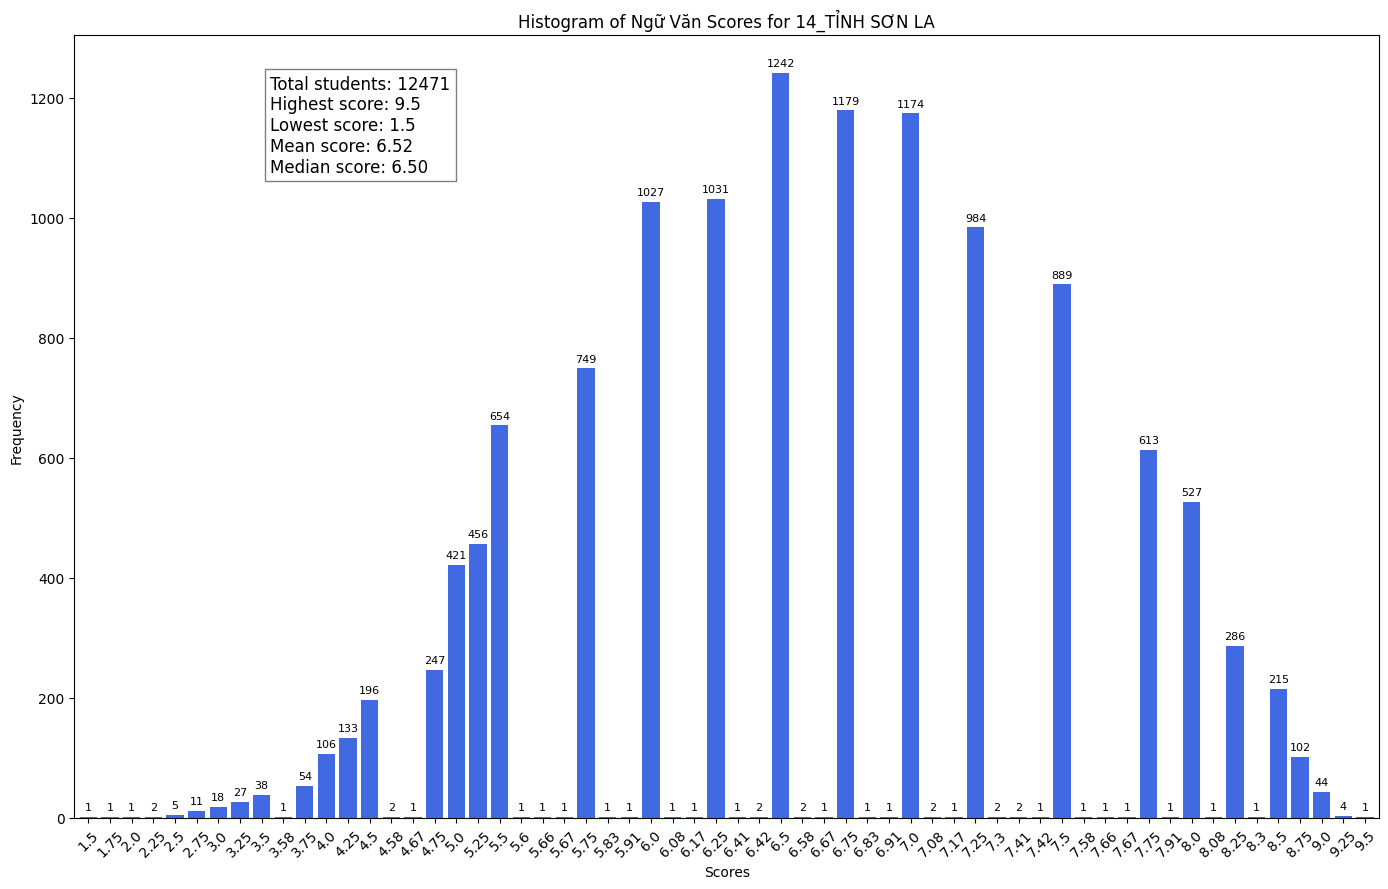 Histogram of Ngữ Văn Scores for 14_TỈNH SƠN LA
Total students: 12471
Highest score: 9.5
Lowest score: 1.5
Mean score: 6.52
Median score: 6.50
Frequency
1200
1000
800
600
400
200
0
1 1 1 2 5 11 18 27 38 1 54 106 133 196 2 1 247 421 456 654 1 1 1 749 1 1 1027 1 1 1031 1 2 1242 2 1 1179 1 1 1174 2 1 984 2 2 1 889 1 1 1 613 1 527 1 286 1 215 102 44 4 1
1.5 1.75 2.0 2.25 2.5 2.75 3.0 3.25 3.5 3.58 3.75 4.0 4.25 4.5 4.58 4.67 4.75 5.0 5.25 5.5 5.6 5.66 5.67 5.75 5.83 5.91 6.0 6.08 6.17 6.25 6.41 6.42 6.5 6.58 6.67 6.75 6.83 6.91 7.0 7.08 7.17 7.25 7.3 7.41 7.42 7.5 7.58 7.66 7.67 7.75 7.91 8.0 8.08 8.25 8.3 8.5 8.75 9.0 9.25 9.5
Scores